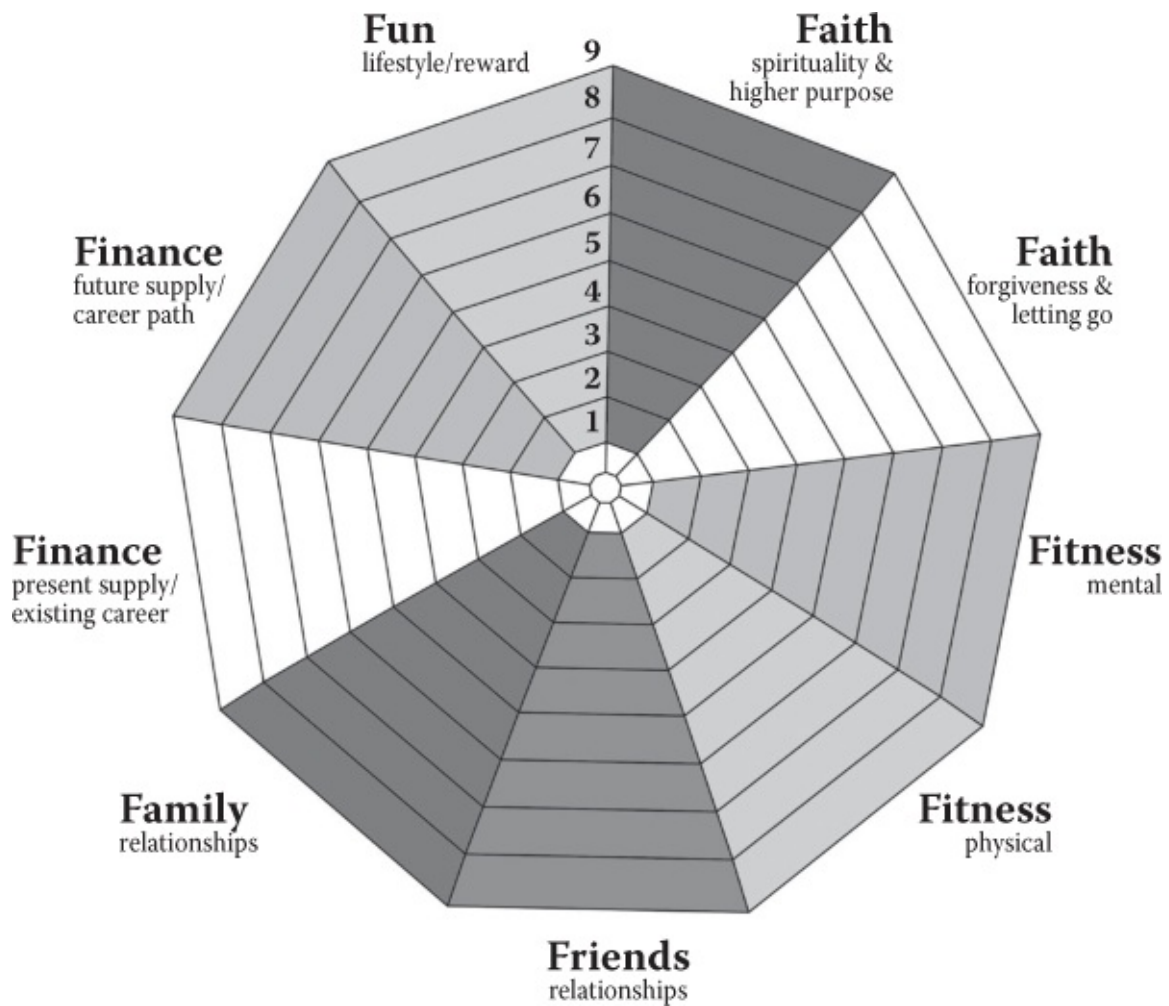 Fun
lifestyle/reward
Faith
spirituality &
higher purpose
9
8
7
6
5
4
3
2
1
Finance
future supply/
career path
Faith
forgiveness &
letting go
Finance
present supply/
existing career
Fitness
mental
Family
relationships
Fitness
physical
Friends
relationships